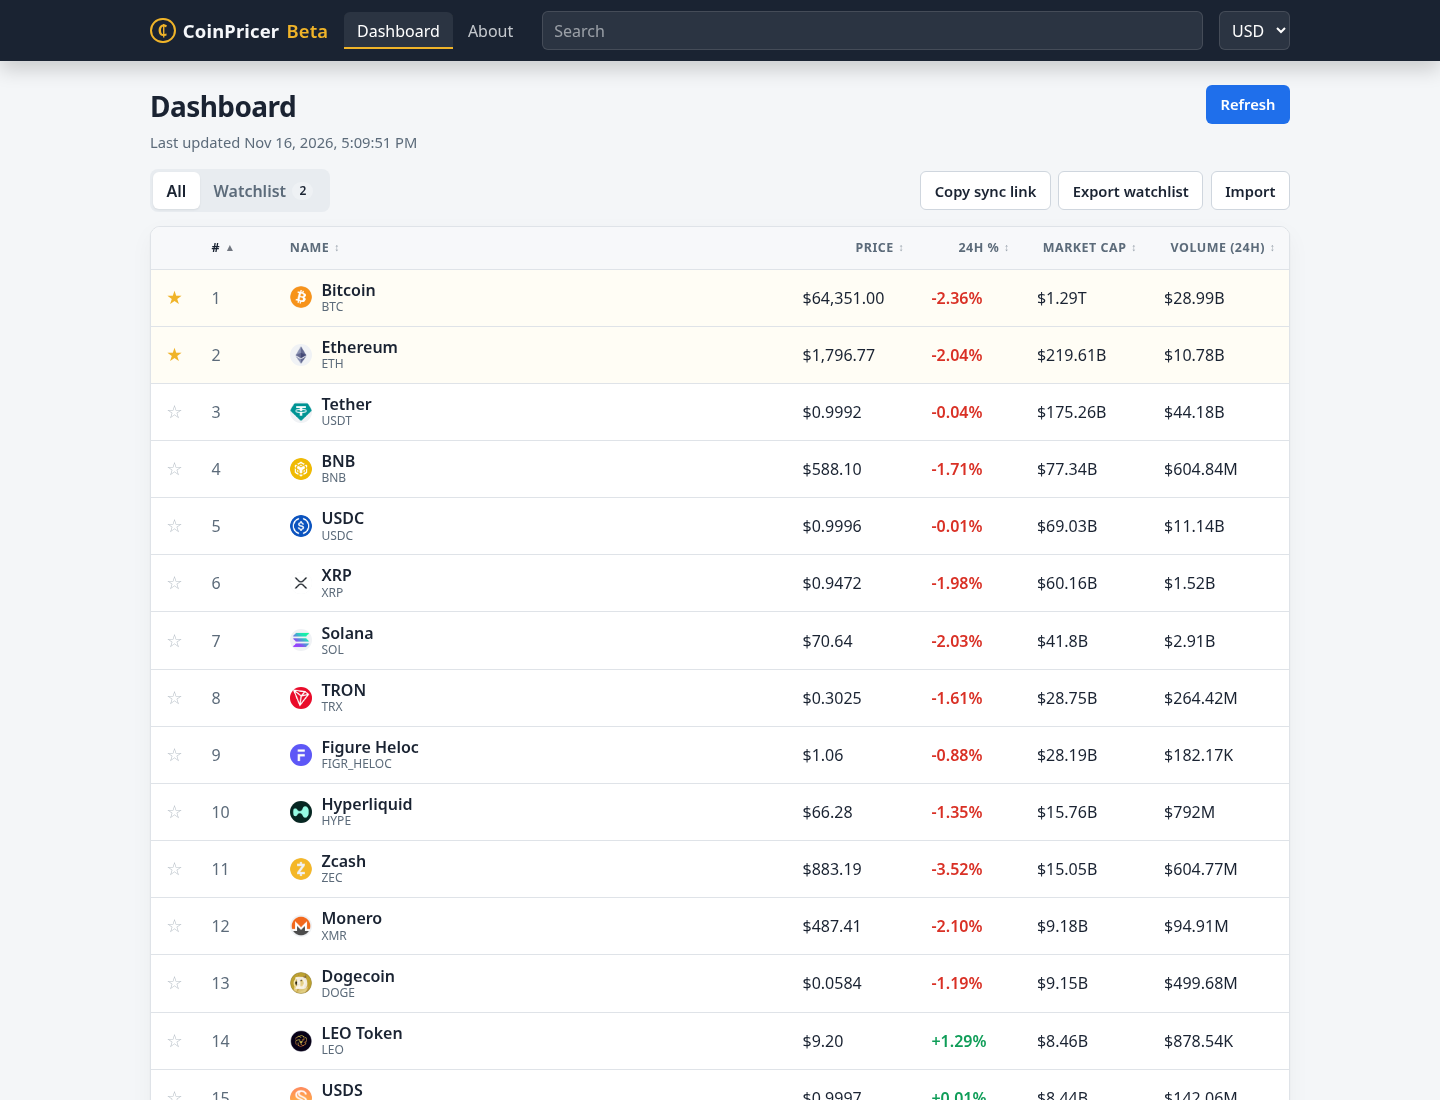 CoinPricer Beta Dashboard About Search USD
Dashboard
Refresh
Last updated Nov 16, 2026, 5:09:51 PM
All Watchlist 2 Copy sync link Export watchlist Import
# ▲ NAME ↕ PRICE ↕ 24H % ↕ MARKET CAP ↕ VOLUME (24H) ↕
★ 1 Bitcoin $64,351.00 -2.36% $1.29T $28.99B
BTC
★ 2 Ethereum $1,796.77 -2.04% $219.61B $10.78B
ETH
☆ 3 Tether $0.9992 -0.04% $175.26B $44.18B
USDT
☆ 4 BNB $588.10 -1.71% $77.34B $604.84M
BNB
☆ 5 USDC $0.9996 -0.01% $69.03B $11.14B
USDC
☆ 6 XRP $0.9472 -1.98% $60.16B $1.52B
XRP
☆ 7 Solana $70.64 -2.03% $41.8B $2.91B
SOL
☆ 8 TRON $0.3025 -1.61% $28.75B $264.42M
TRX
☆ 9 Figure Heloc $1.06 -0.88% $28.19B $182.17K
FIGR_HELOC
☆ 10 Hyperliquid $66.28 -1.35% $15.76B $792M
HYPE
☆ 11 Zcash $883.19 -3.52% $15.05B $604.77M
ZEC
☆ 12 Monero $487.41 -2.10% $9.18B $94.91M
XMR
☆ 13 Dogecoin $0.0584 -1.19% $9.15B $499.68M
DOGE
☆ 14 LEO Token $9.20 +1.29% $8.46B $878.54K
LEO
☆ 15 USDS $0.9997 +0.01% $8.44B $142.06M